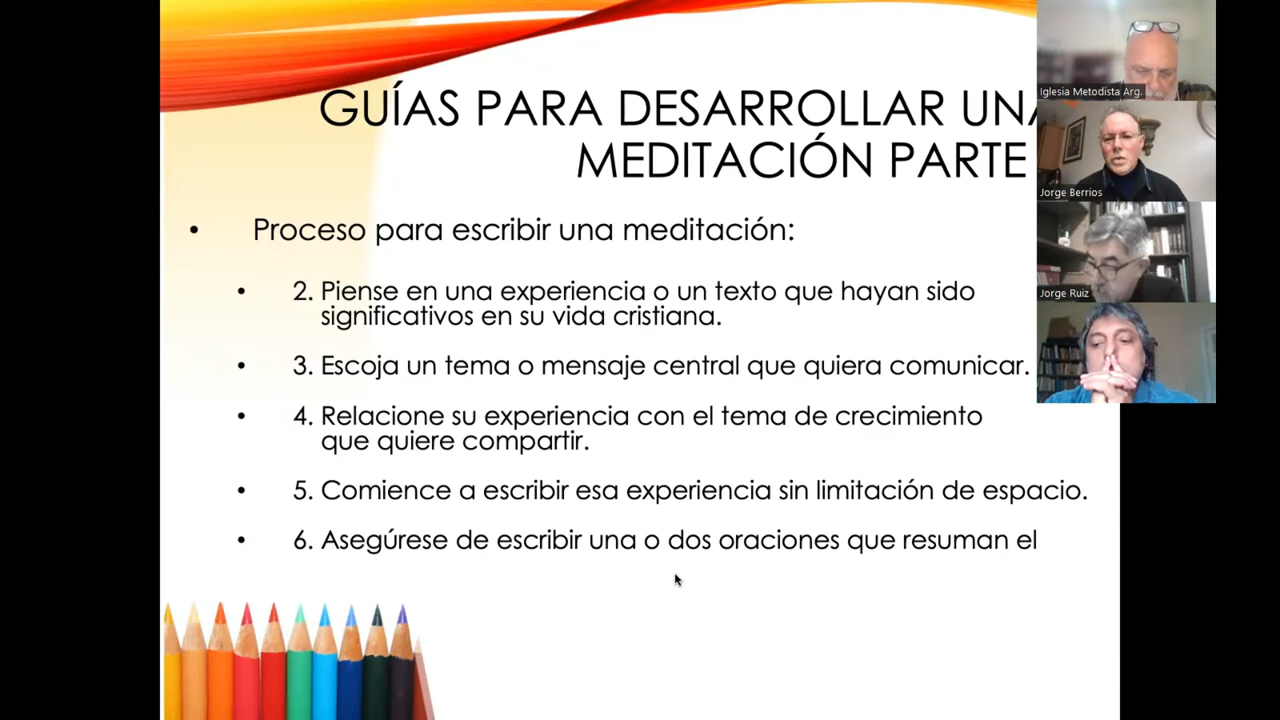 GUÍAS PARA DESARROLLAR UNA
MEDITACIÓN PARTE
• Proceso para escribir una meditación:
• 2. Piense en una experiencia o un texto que hayan sido
significativos en su vida cristiana.
• 3. Escoja un tema o mensaje central que quiera comunicar.
• 4. Relacione su experiencia con el tema de crecimiento
que quiere compartir.
• 5. Comience a escribir esa experiencia sin limitación de espacio.
• 6. Asegúrese de escribir una o dos oraciones que resuman el
Iglesia Metodista Arg.
Jorge Berrios
Jorge Ruiz